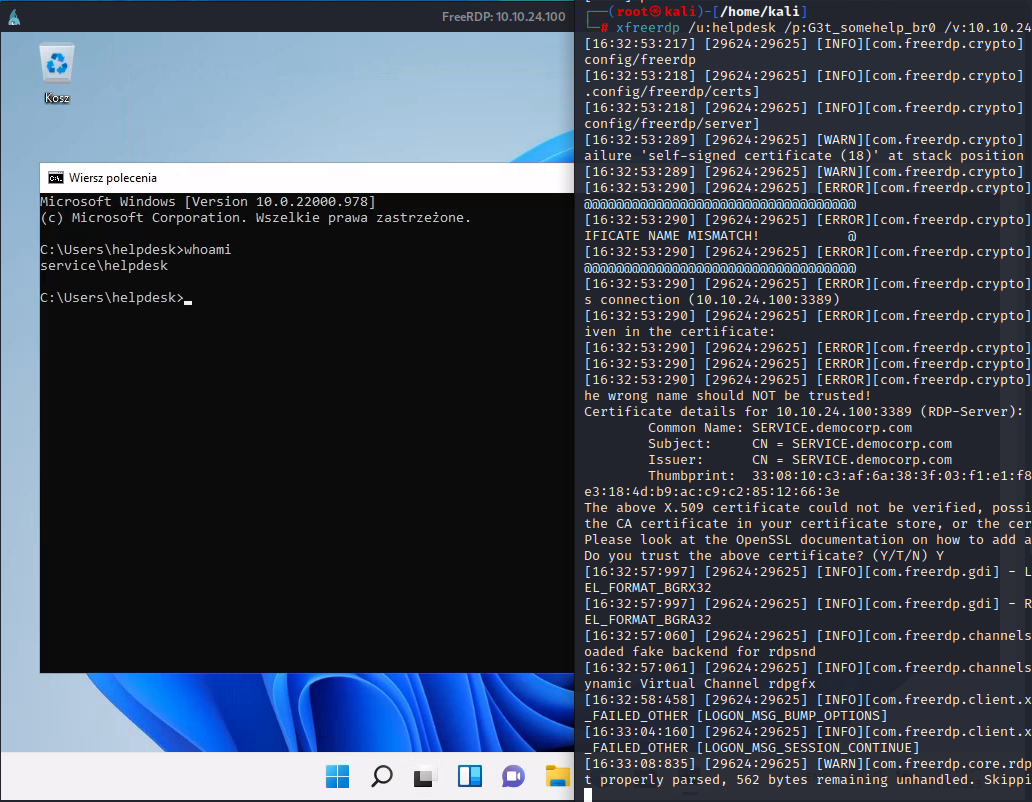 FreeRDP: 10.10.24.100
Kosz
Wiersz polecenia
Microsoft Windows [Version 10.0.22000.978]
(c) Microsoft Corporation. Wszelkie prawa zastrzeżone.
C:\Users\helpdesk>whoami
service\helpdesk
C:\Users\helpdesk>
(root㉿kali)-[/home/kali]
# xfreerdp /u:helpdesk /p:G3t_somehelp_br0 /v:10.10.24
[16:32:53:217] [29624:29625] [INFO][com.freerdp.crypto]
config/freerdp
[16:32:53:218] [29624:29625] [INFO][com.freerdp.crypto]
.config/freerdp/certs]
[16:32:53:218] [29624:29625] [INFO][com.freerdp.crypto]
config/freerdp/server]
[16:32:53:289] [29624:29625] [WARN][com.freerdp.crypto]
ailure 'self-signed certificate (18)' at stack position
[16:32:53:289] [29624:29625] [WARN][com.freerdp.crypto]
[16:32:53:290] [29624:29625] [ERROR][com.freerdp.crypto]
@@@@@@@@@@@@@@@@@@@@@@@@@@@@@@@@@@
[16:32:53:290] [29624:29625] [ERROR][com.freerdp.crypto]
IFICATE NAME MISMATCH!           @
[16:32:53:290] [29624:29625] [ERROR][com.freerdp.crypto]
@@@@@@@@@@@@@@@@@@@@@@@@@@@@@@@@@@
[16:32:53:290] [29624:29625] [ERROR][com.freerdp.crypto]
s connection (10.10.24.100:3389)
[16:32:53:290] [29624:29625] [ERROR][com.freerdp.crypto]
iven in the certificate:
[16:32:53:290] [29624:29625] [ERROR][com.freerdp.crypto]
[16:32:53:290] [29624:29625] [ERROR][com.freerdp.crypto]
[16:32:53:290] [29624:29625] [ERROR][com.freerdp.crypto]
he wrong name should NOT be trusted!
Certificate details for 10.10.24.100:3389 (RDP-Server):
Common Name: SERVICE.democorp.com
Subject:     CN = SERVICE.democorp.com
Issuer:      CN = SERVICE.democorp.com
Thumbprint:  33:08:10:c3:af:6a:38:3f:03:f1:e1:f8
e3:18:4d:b9:ac:c9:c2:85:12:66:3e
The above X.509 certificate could not be verified, possi
the CA certificate in your certificate store, or the cer
Please look at the OpenSSL documentation on how to add a
Do you trust the above certificate? (Y/T/N) Y
[16:32:57:997] [29624:29625] [INFO][com.freerdp.gdi] - L
EL_FORMAT_BGRX32
[16:32:57:997] [29624:29625] [INFO][com.freerdp.gdi] - R
EL_FORMAT_BGRA32
[16:32:57:060] [29624:29625] [INFO][com.freerdp.channels
oaded fake backend for rdpsnd
[16:32:57:061] [29624:29625] [INFO][com.freerdp.channels
ynamic Virtual Channel rdpgfx
[16:32:58:458] [29624:29625] [INFO][com.freerdp.client.x
_FAILED_OTHER [LOGON_MSG_BUMP_OPTIONS]
[16:33:04:160] [29624:29625] [INFO][com.freerdp.client.x
_FAILED_OTHER [LOGON_MSG_SESSION_CONTINUE]
[16:33:08:835] [29624:29625] [WARN][com.freerdp.core.rdp
t properly parsed, 562 bytes remaining unhandled. Skippi